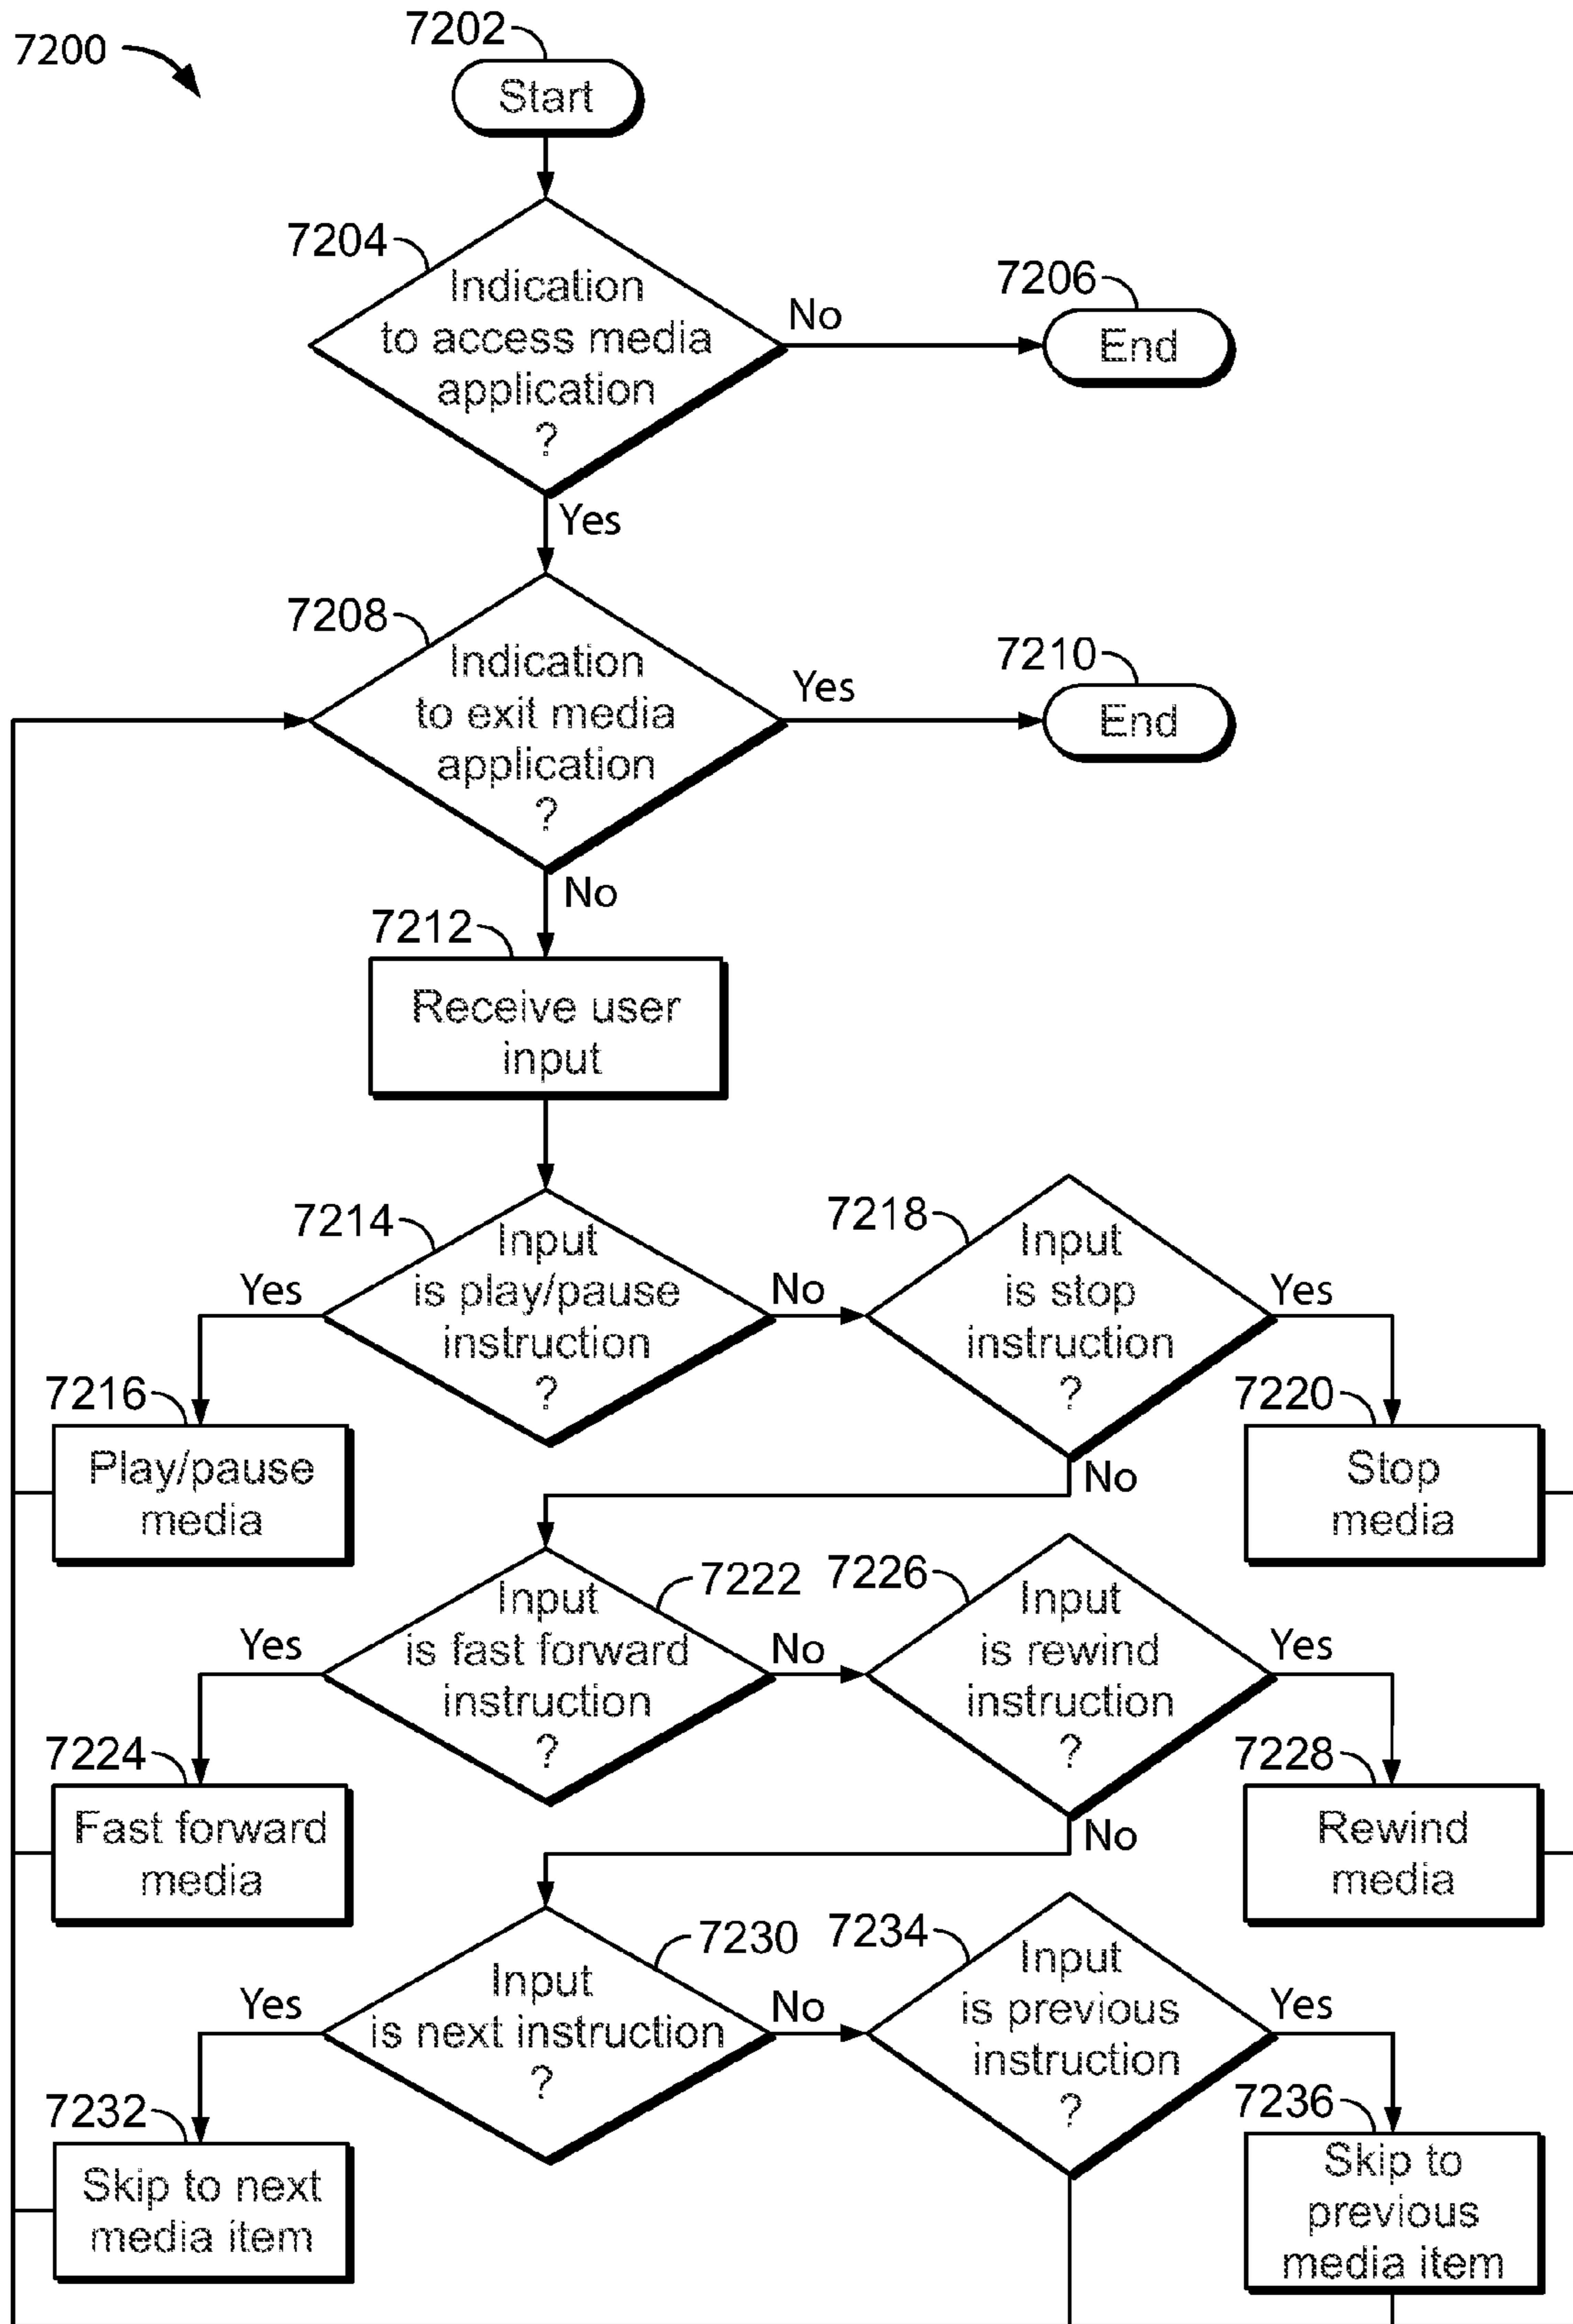 7200
7202
Start
7204
Indication
to access media
application
?
No
7206
End
Yes
7208
Indication
to exit media
application
?
Yes
7210
End
No
7212
Receive user
input
7214
Input
is play/pause
instruction
?
Yes
No
7218
Input
is stop
instruction
?
Yes
7216
Play/pause
media
No
7220
Stop
media
7222
Input
is fast forward
instruction
?
Yes
No
7226
Input
is rewind
instruction
?
Yes
7224
Fast forward
media
No
7228
Rewind
media
7230
Input
is next instruction
?
Yes
No
7234
Input
is previous
instruction
?
Yes
7232
Skip to next
media item
7236
Skip to
previous
media item